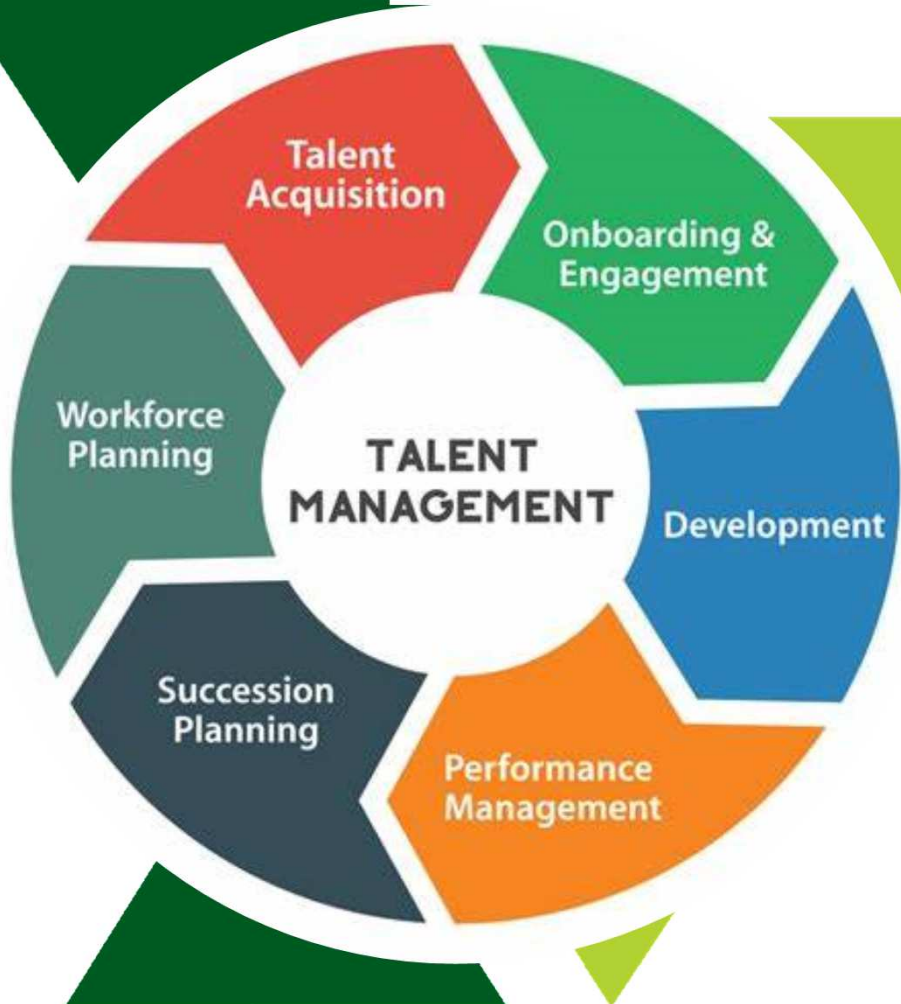 Talent
Acquisition
Onboarding &
Engagement
Workforce
Planning
TALENT
MANAGEMENT
Development
Succession
Planning
Performance
Management